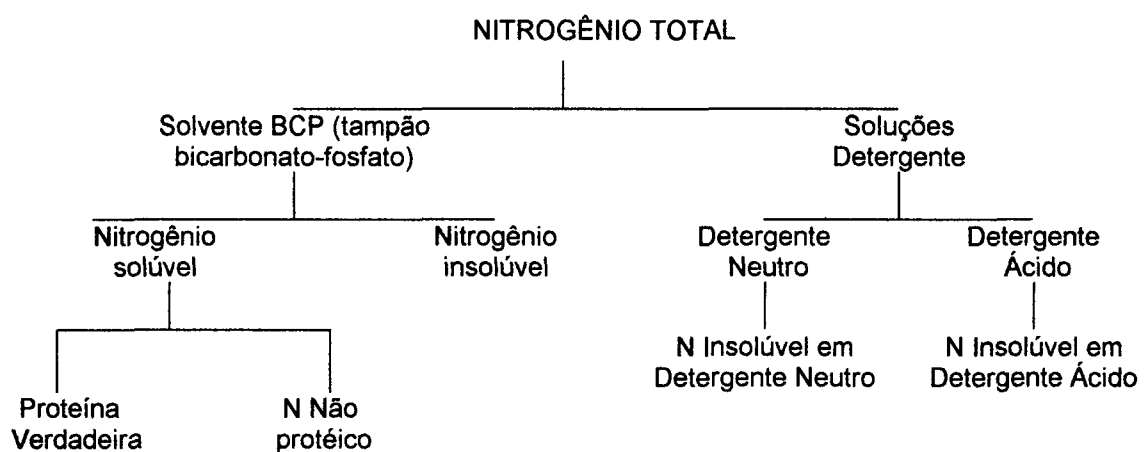 NITROGÊNIO TOTAL
Solvente BCP (tampão
bicarbonato-fosfato)
Soluções
Detergente
Nitrogênio
solúvel
Nitrogênio
insolúvel
Detergente
Neutro
Detergente
Ácido
N Insolúvel em
Detergente Neutro
N Insolúvel em
Detergente Ácido
Proteína
Verdadeira
N Não
protéico